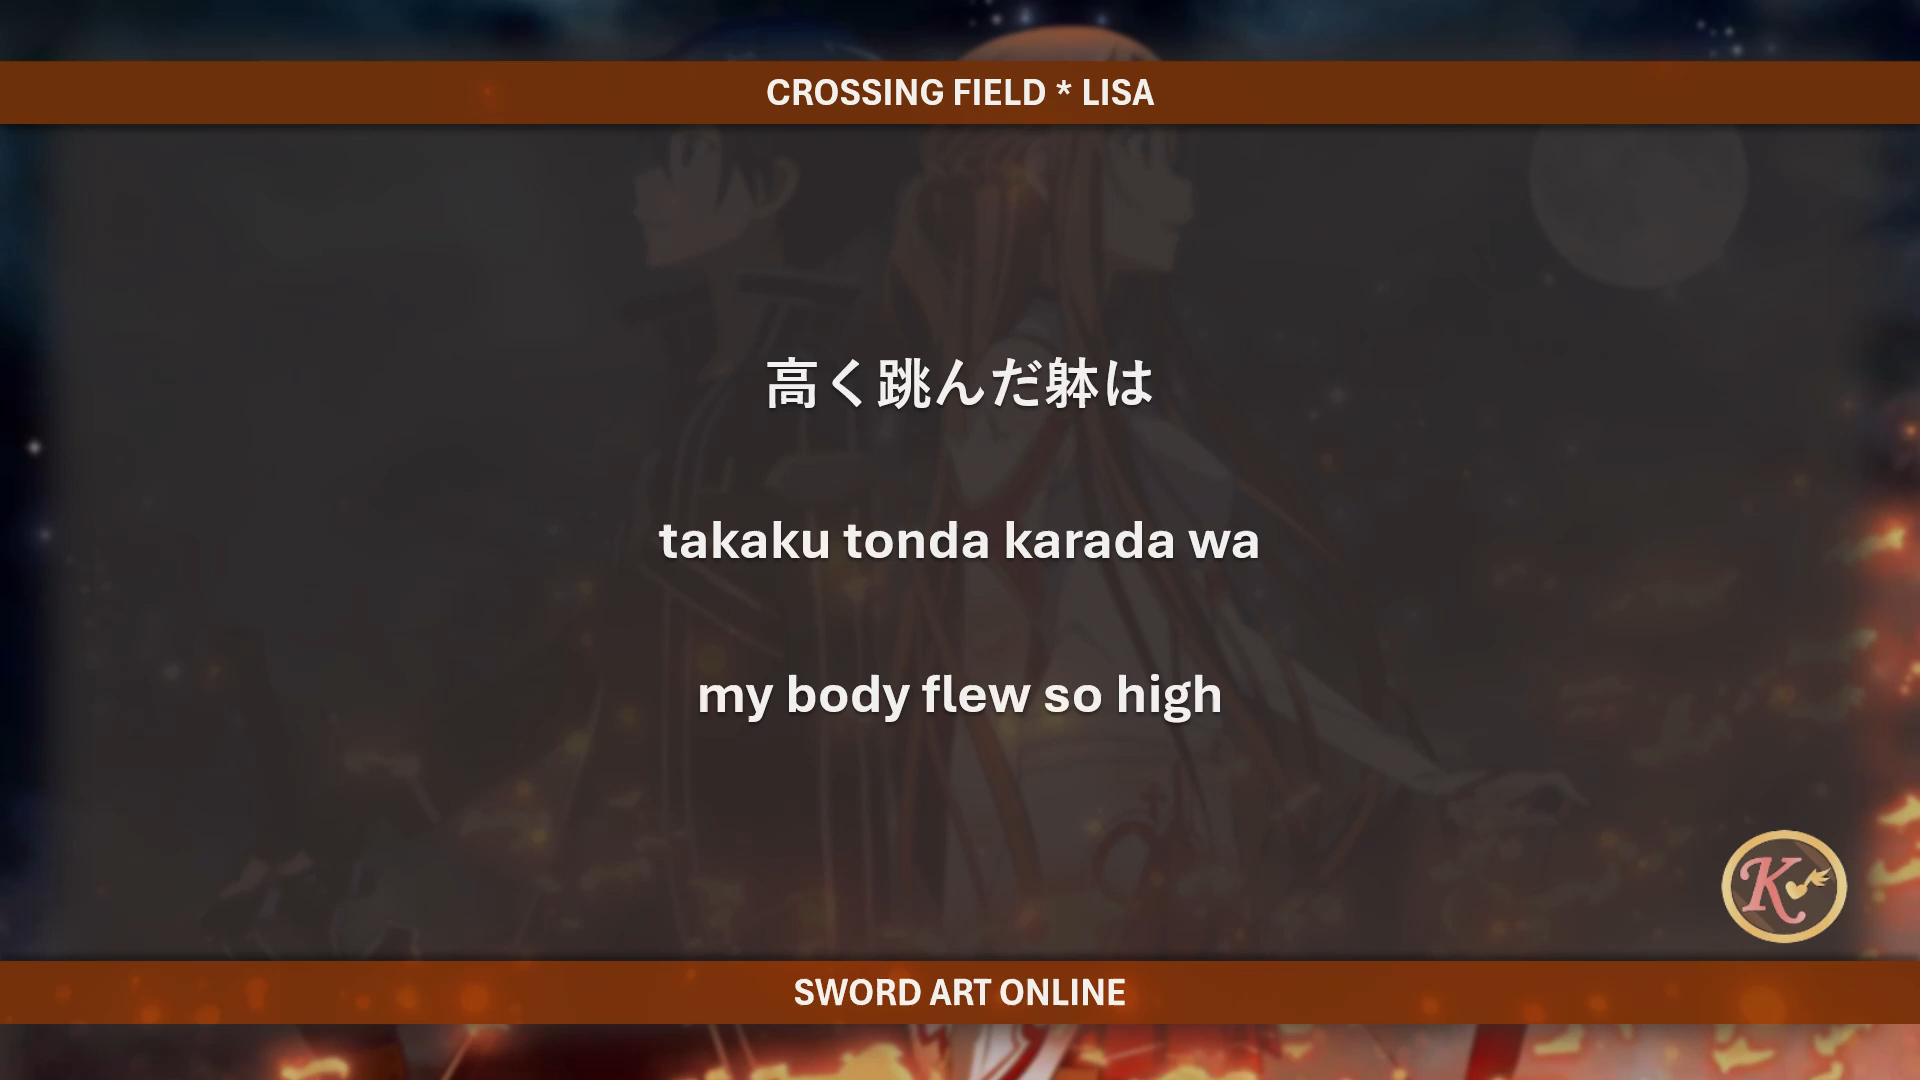 CROSSING FIELD * LISA
高く跳んだ躰は
takaku tonda karada wa
my body flew so high
K
SWORD ART ONLINE